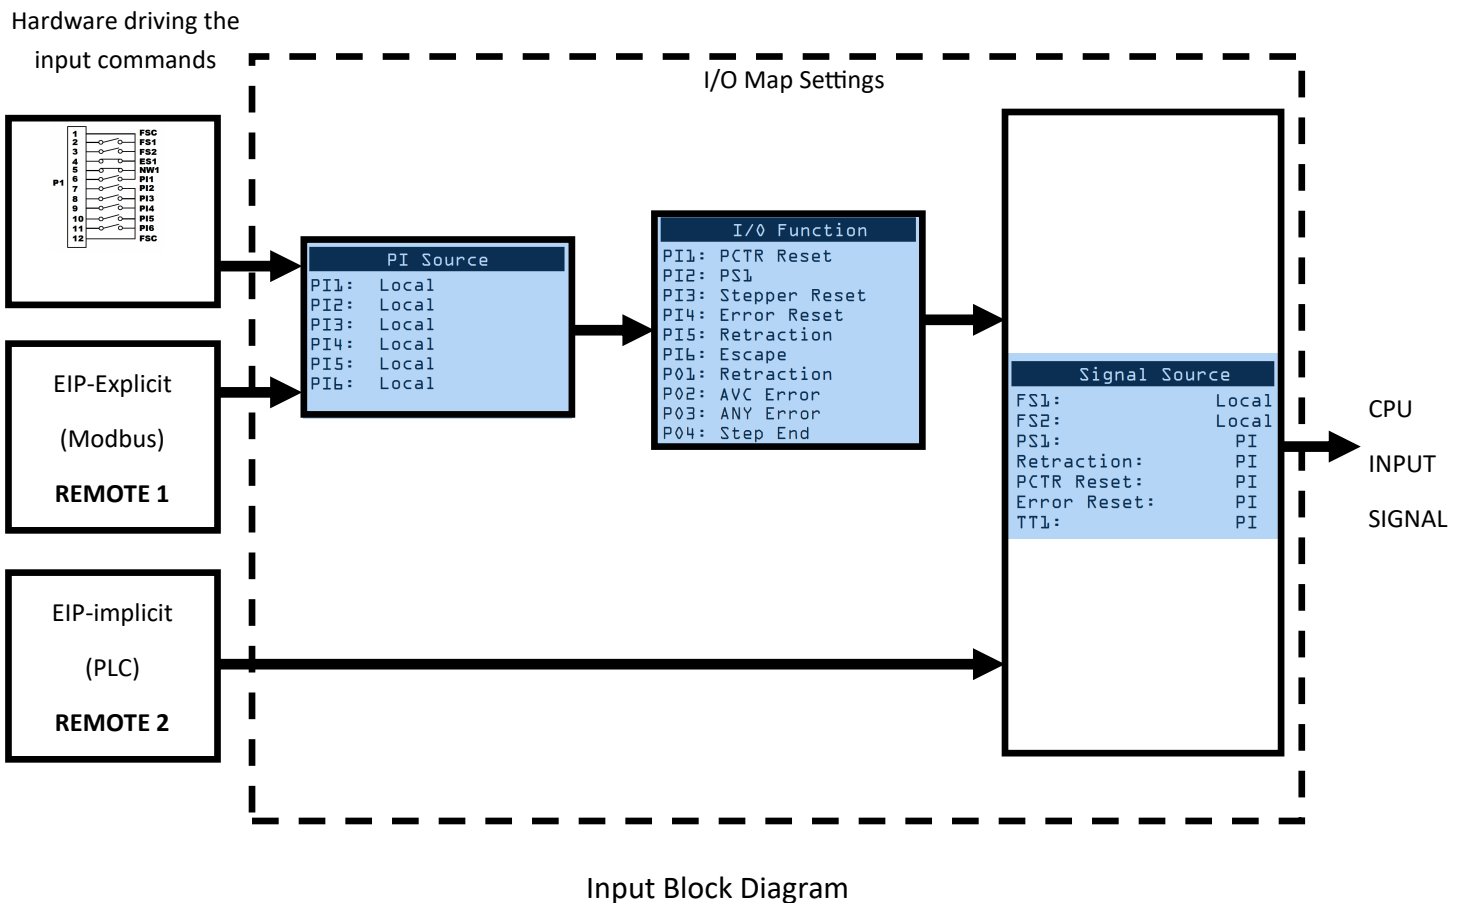 Hardware driving the
input commands
I/O Map Settings
P1
1 FSC
2 FS1
3 FS2
4 ES1
5 NW1
6 PI1
7 PI2
8 PI3
9 PI4
10 PI5
11 PI6
12 FSC
PI Source
PI1: Local
PI2: Local
PI3: Local
PI4: Local
PI5: Local
PI6: Local
I/O Function
PI1: PCTR Reset
PI2: PS1
PI3: Stepper Reset
PI4: Error Reset
PI5: Retraction
PI6: Escape
PO1: Retraction
PO2: AVC Error
PO3: ANY Error
PO4: Step End
Signal Source
FS1: Local
FS2: Local
PS1: PI
Retraction: PI
PCTR Reset: PI
Error Reset: PI
TT1: PI
CPU
INPUT
SIGNAL
EIP-Explicit
(Modbus)
REMOTE 1
EIP-implicit
(PLC)
REMOTE 2
Input Block Diagram